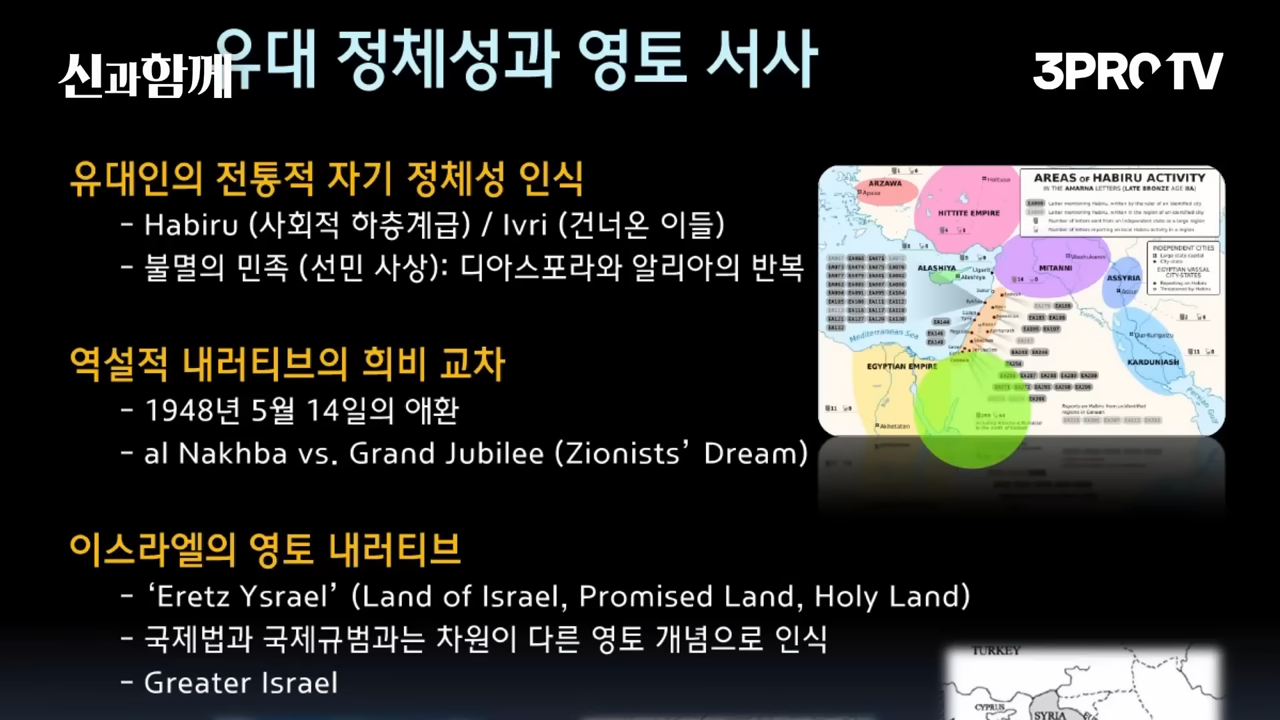 신과함께
유대 정체성과 영토 서사
3PROTV
유대인의 전통적 자기 정체성 인식
- Habiru (사회적 하층계급) / Ivri (건너온 이들)
- 불멸의 민족 (선민 사상): 디아스포라와 알리아의 반복
역설적 내러티브의 희비 교차
- 1948년 5월 14일의 애환
- al Nakhba vs. Grand Jubilee (Zionists’ Dream)
이스라엘의 영토 내러티브
- ‘Eretz Ysrael’ (Land of Israel, Promised Land, Holy Land)
- 국제법과 국제규범과는 차원이 다른 영토 개념으로 인식
- Greater Israel
AREAS OF HABIRU ACTIVITY
IN THE AMARNA LETTERS (LATE BRONZE AGE IIA)
ARZAWA
HITTITE EMPIRE
INDEPENDENT CITIES
EGYPTIAN VASSAL
CITY-STATES
ALASHIYA
MITANNI
ASSYRIA
Mediterranean Sea
EGYPTIAN EMPIRE
KARDUNIASH
Akhetaten
TURKEY
CYPRUS
SYRIA